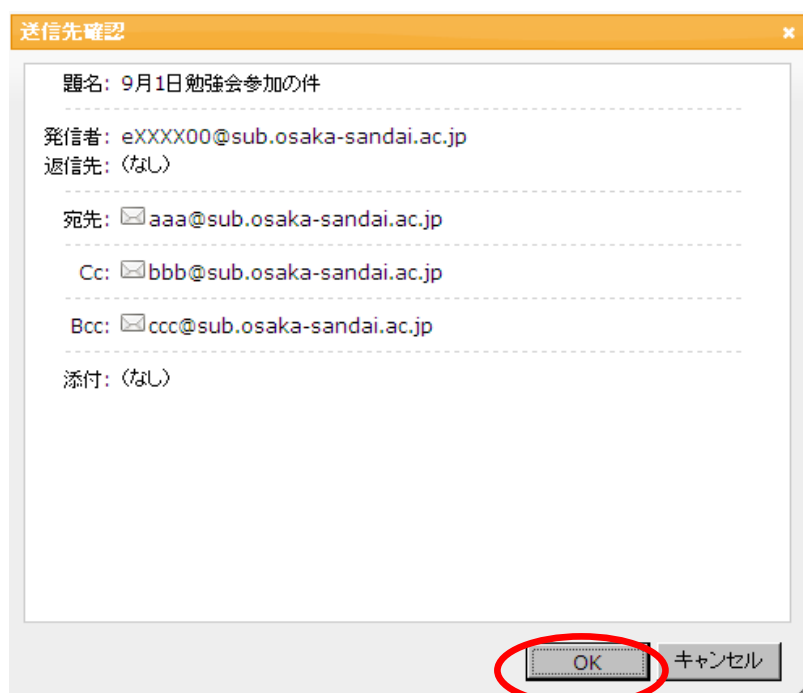 送信先確認
題名: 9月1日勉強会参加の件
発信者: eXXXX00@sub.osaka-sandai.ac.jp
返信先: (なし)
宛先: aaa@sub.osaka-sandai.ac.jp
Cc: bbb@sub.osaka-sandai.ac.jp
Bcc: ccc@sub.osaka-sandai.ac.jp
添付: (なし)
OK キャンセル